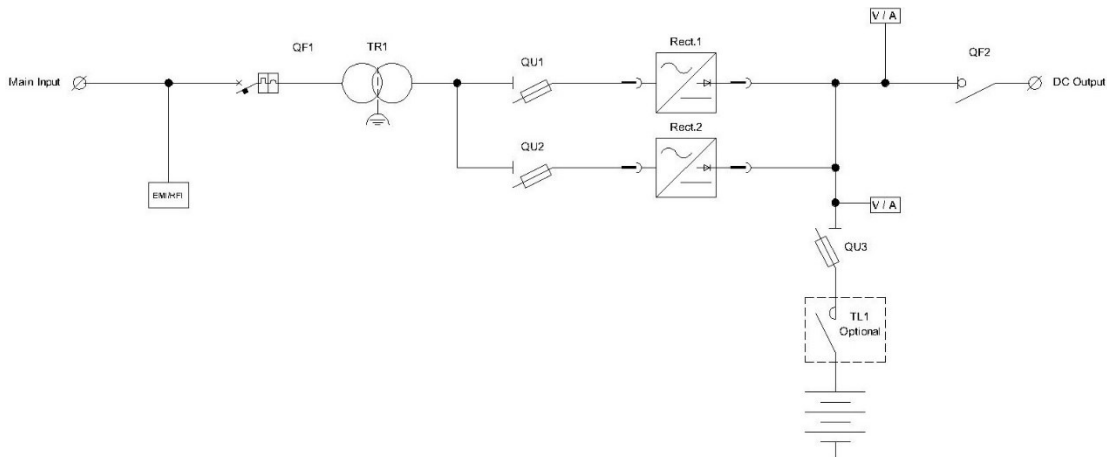 V / A
QF1
TR1
Rect.1
QF2
Main Input
QU1
DC Output
QU2
Rect.2
EMI/RFI
V / A
QU3
TL1
Optional